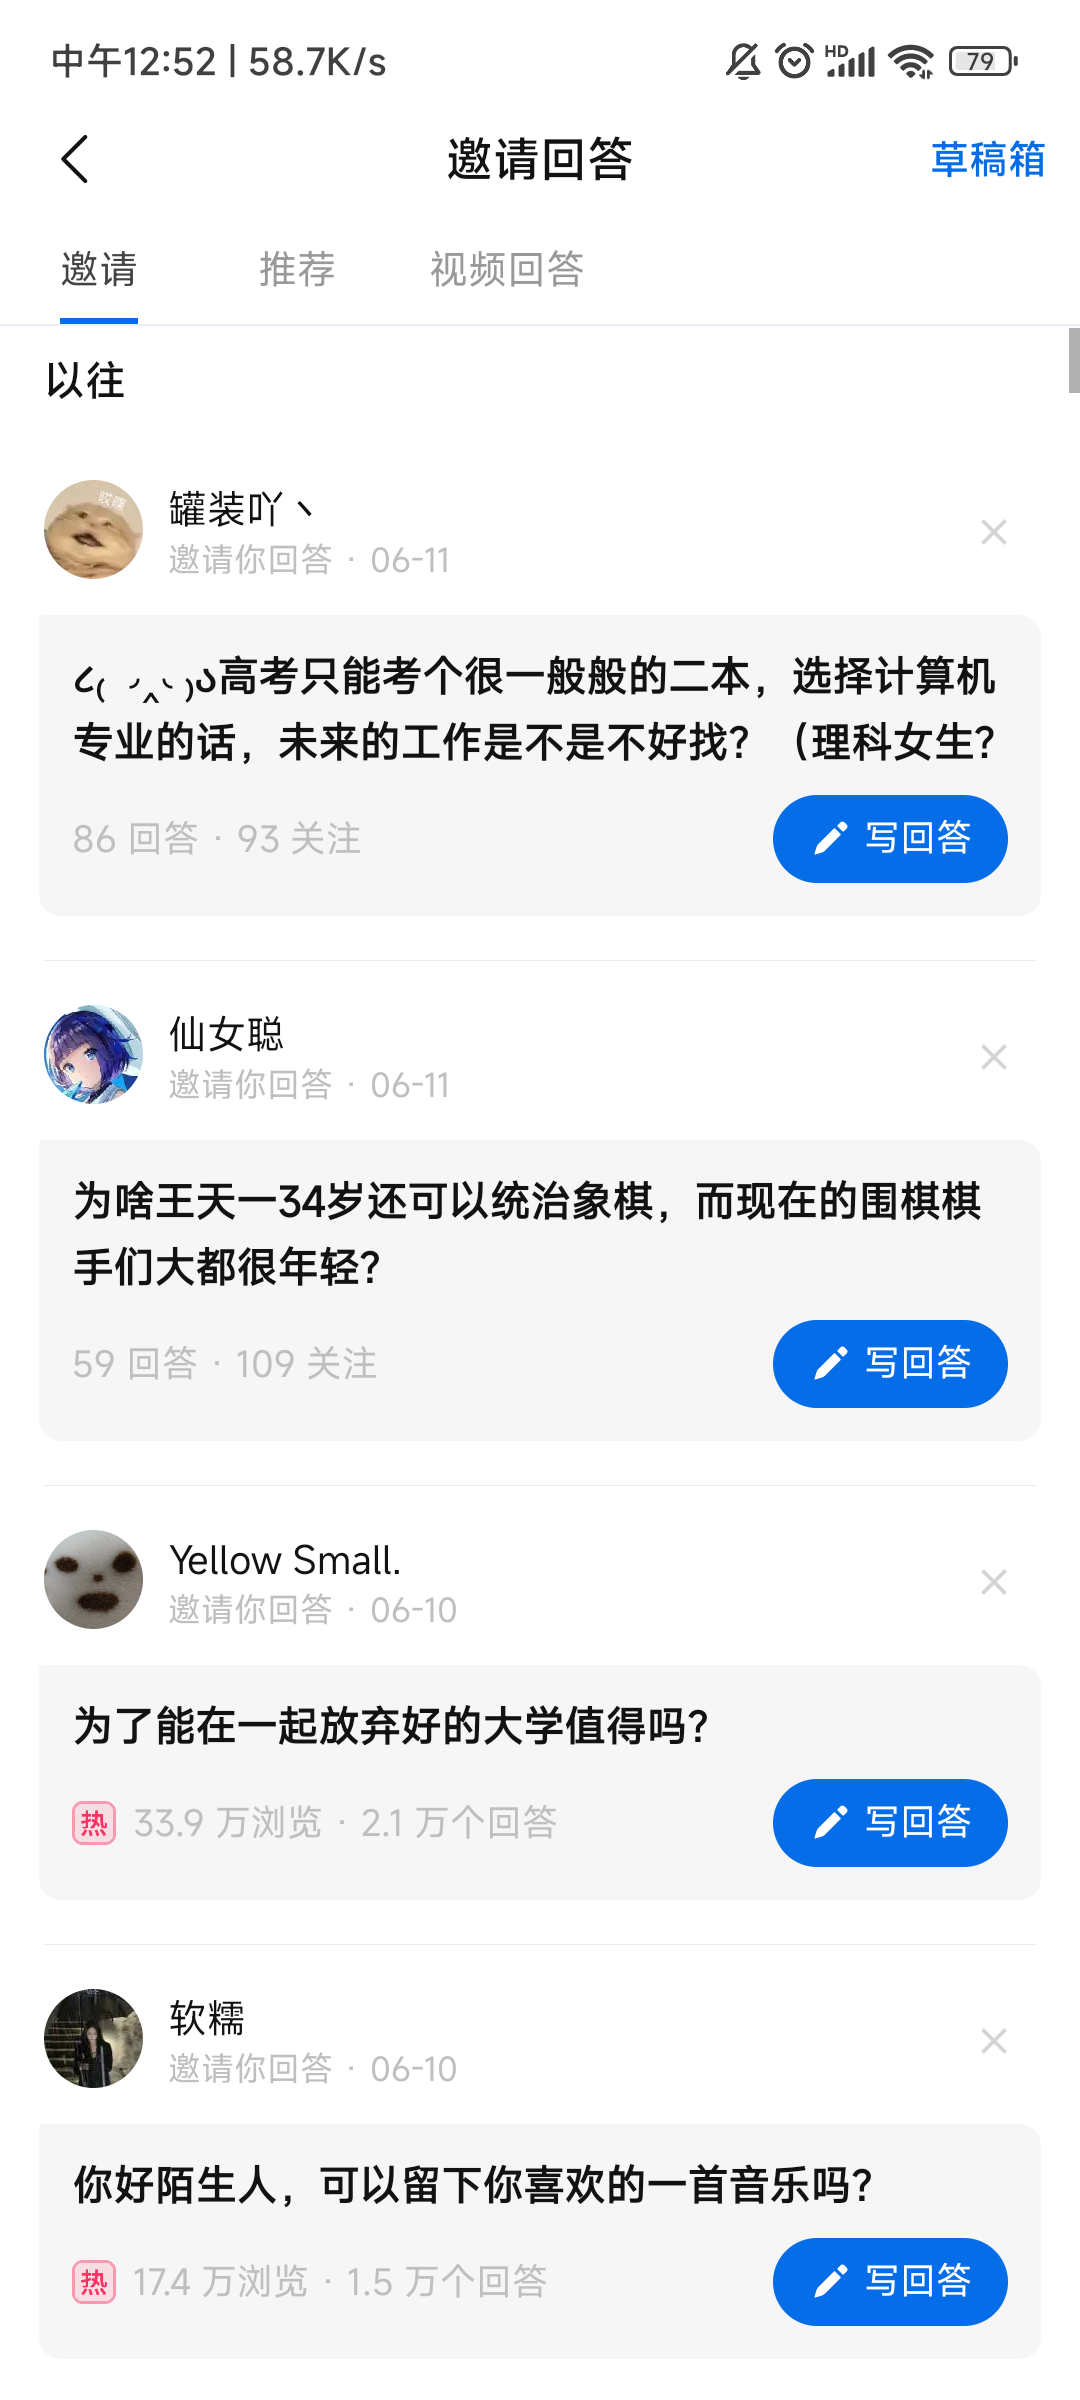 中午12:52 | 58.7K/s
HD
79
邀请回答
草稿箱
邀请
推荐
视频回答
以往
哎嘿
罐装吖丶
邀请你回答 · 06-11
૮₍ ◞‸◟ ₎ა高考只能考个很一般般的二本，选择计算机
专业的话，未来的工作是不是不好找？（理科女生?
86 回答 · 93 关注
写回答
仙女聪
邀请你回答 · 06-11
为啥王天一34岁还可以统治象棋，而现在的围棋棋
手们大都很年轻?
59 回答 · 109 关注
写回答
Yellow Small.
邀请你回答 · 06-10
为了能在一起放弃好的大学值得吗?
热 33.9 万浏览 · 2.1 万个回答
写回答
软糯
邀请你回答 · 06-10
你好陌生人，可以留下你喜欢的一首音乐吗?
热 17.4 万浏览 · 1.5 万个回答
写回答